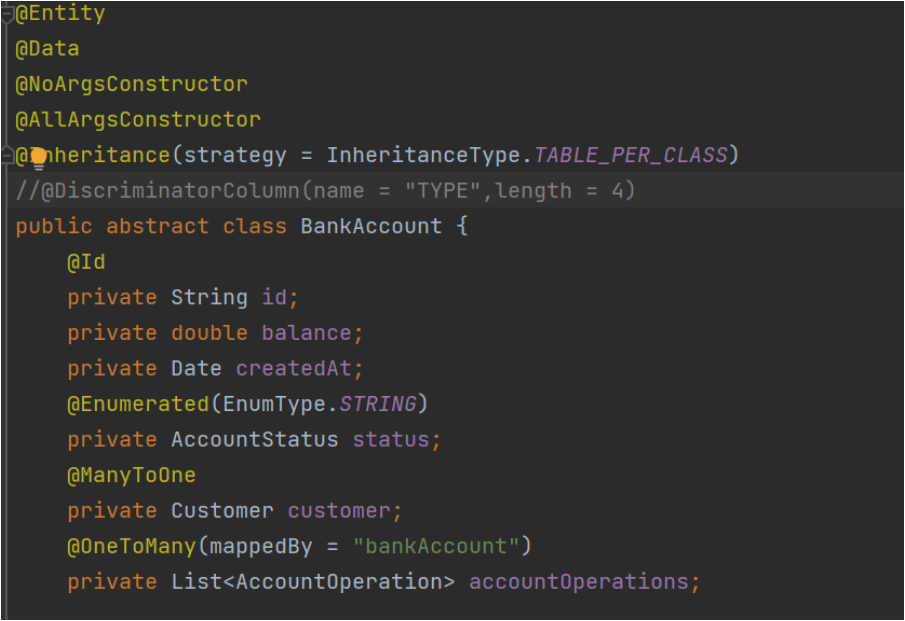 @Entity
@Data
@NoArgsConstructor
@AllArgsConstructor
@Inheritance(strategy = InheritanceType.TABLE_PER_CLASS)
//@DiscriminatorColumn(name = "TYPE",length = 4)
public abstract class BankAccount {
    @Id
    private String id;
    private double balance;
    private Date createdAt;
    @Enumerated(EnumType.STRING)
    private AccountStatus status;
    @ManyToOne
    private Customer customer;
    @OneToMany(mappedBy = "bankAccount")
    private List<AccountOperation> accountOperations;